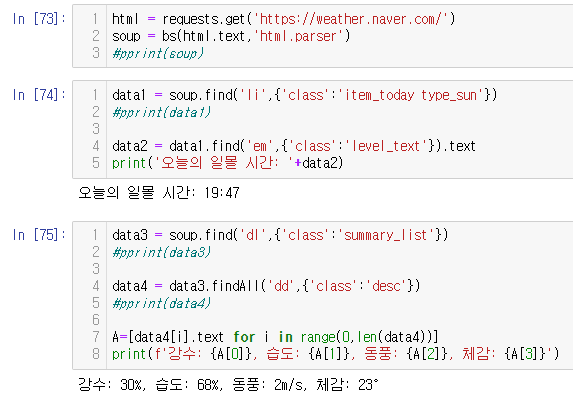 In [73]:
1 html = requests.get('https://weather.naver.com/')
2 soup = bs(html.text,'html.parser')
3 #pprint(soup)
In [74]:
1 data1 = soup.find('li',{'class':'item_today type_sun'})
2 #pprint(data1)
3
4 data2 = data1.find('em',{'class':'level_text'}).text
5 print('오늘의 일몰 시간: '+data2)
오늘의 일몰 시간: 19:47
In [75]:
1 data3 = soup.find('dl',{'class':'summary_list'})
2 #pprint(data3)
3
4 data4 = data3.findAll('dd',{'class':'desc'})
5 #pprint(data4)
6
7 A=[data4[i].text for i in range(0,len(data4))]
8 print(f'강수: {A[0]}, 습도: {A[1]}, 동풍: {A[2]}, 체감: {A[3]}')
강수: 30%, 습도: 68%, 동풍: 2m/s, 체감: 23°